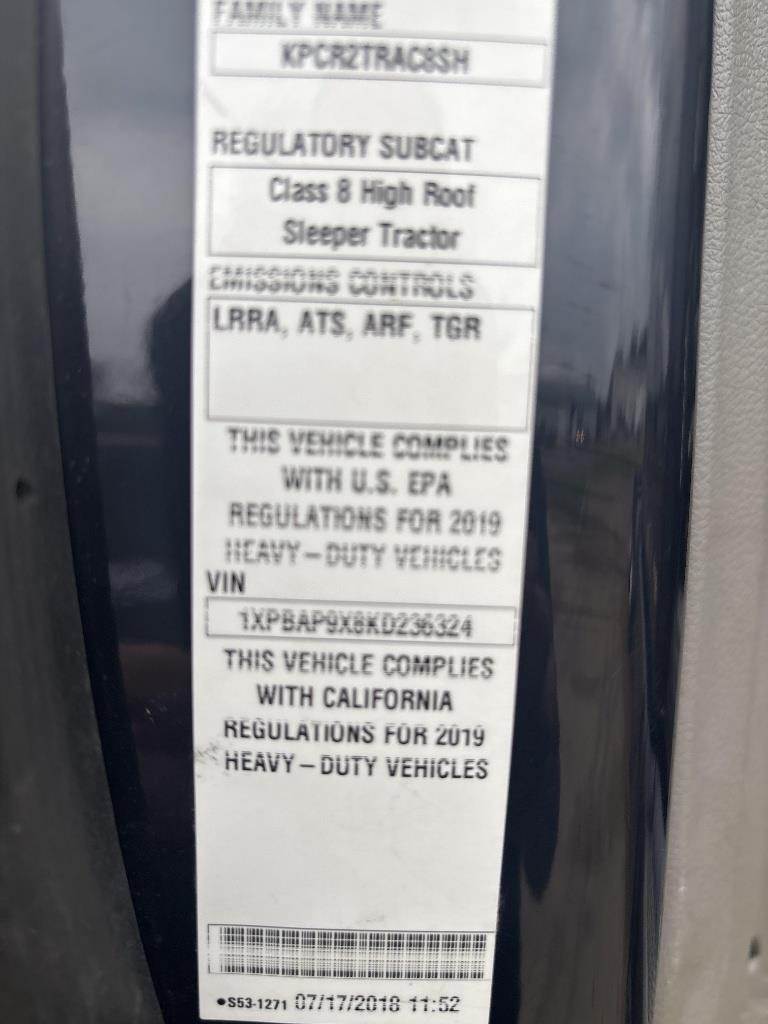 FAMILY NAME
KPCR2TRAC8SH
REGULATORY SUBCAT
Class 8 High Roof
Sleeper Tractor
EMISSIONS CONTROLS
LRRA, ATS, ARF, TGR
THIS VEHICLE COMPLIES
WITH U.S. EPA
REGULATIONS FOR 2019
HEAVY-DUTY VEHICLES
VIN
1XPBAP9X8KD236324
THIS VEHICLE COMPLIES
WITH CALIFORNIA
REGULATIONS FOR 2019
HEAVY-DUTY VEHICLES
•S53-1271 07/17/2018 11:52